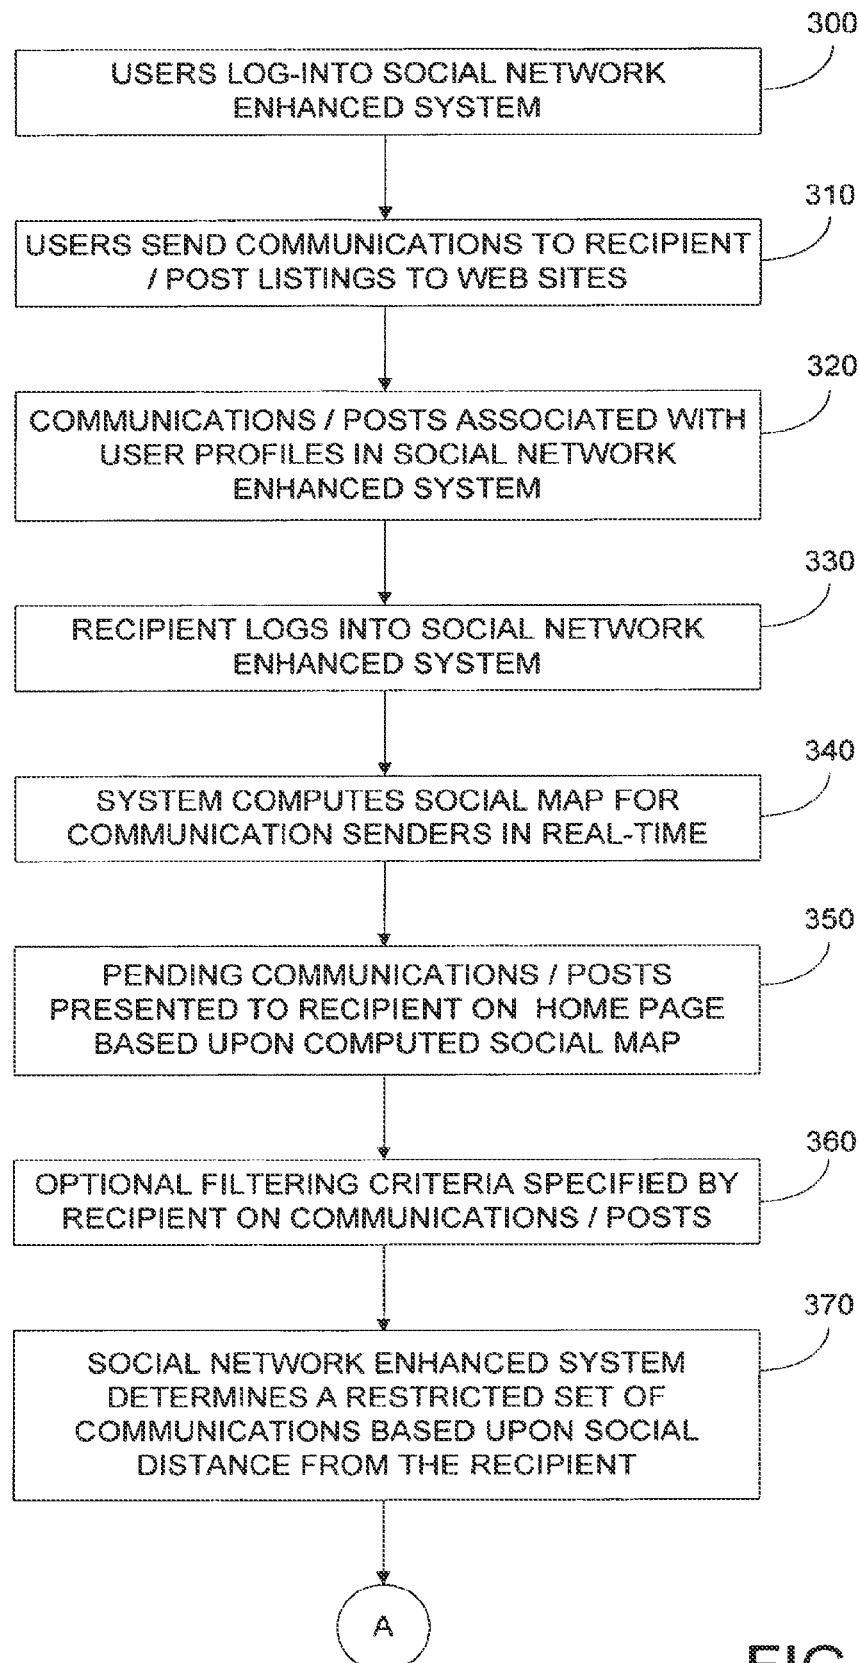 300
USERS LOG-INTO SOCIAL NETWORK
ENHANCED SYSTEM
310
USERS SEND COMMUNICATIONS TO RECIPIENT
/ POST LISTINGS TO WEB SITES
320
COMMUNICATIONS / POSTS ASSOCIATED WITH
USER PROFILES IN SOCIAL NETWORK
ENHANCED SYSTEM
330
RECIPIENT LOGS INTO SOCIAL NETWORK
ENHANCED SYSTEM
340
SYSTEM COMPUTES SOCIAL MAP FOR
COMMUNICATION SENDERS IN REAL-TIME
350
PENDING COMMUNICATIONS / POSTS
PRESENTED TO RECIPIENT ON HOME PAGE
BASED UPON COMPUTED SOCIAL MAP
360
OPTIONAL FILTERING CRITERIA SPECIFIED BY
RECIPIENT ON COMMUNICATIONS / POSTS
370
SOCIAL NETWORK ENHANCED SYSTEM
DETERMINES A RESTRICTED SET OF
COMMUNICATIONS BASED UPON SOCIAL
DISTANCE FROM THE RECIPIENT
A
FIG